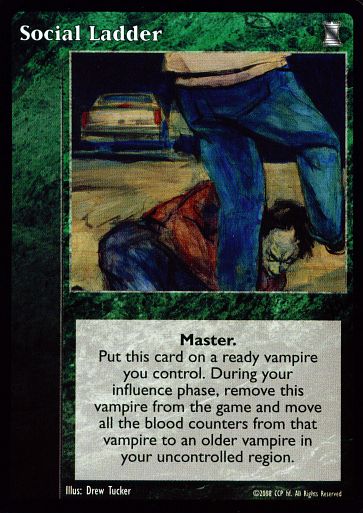 Social Ladder
Master.
Put this card on a ready vampire
you control. During your
influence phase, remove this
vampire from the game and move
all the blood counters from that
vampire to an older vampire in
your uncontrolled region.
Illus: Drew Tucker
©2008 CCP hf. All Rights Reserved